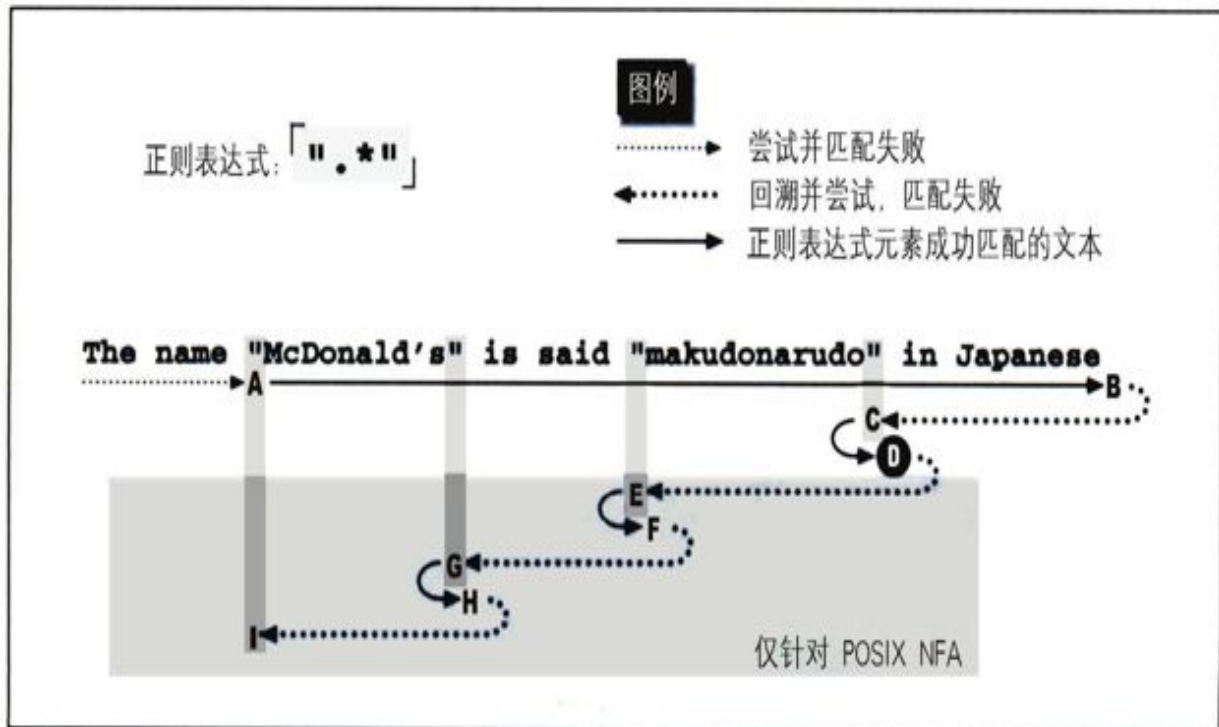 图例
正则表达式：「".*"」
尝试并匹配失败
回溯并尝试，匹配失败
正则表达式元素成功匹配的文本
The name "McDonald's" is said "makudonarudo" in Japanese
A B
C
D
E
F
G
H
I
仅针对 POSIX NFA